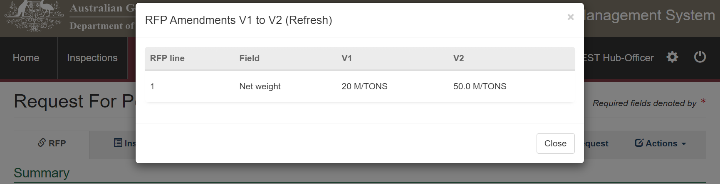 Australian G
Department of
anagement System
RFP Amendments V1 to V2 (Refresh)
×
RFP line Field V1 V2
1 Net weight 20 M/TONS 50.0 M/TONS
Close
Home Inspections EST Hub-Officer
Request For P
Required fields denoted by *
RFP Ins quest Actions
Summary